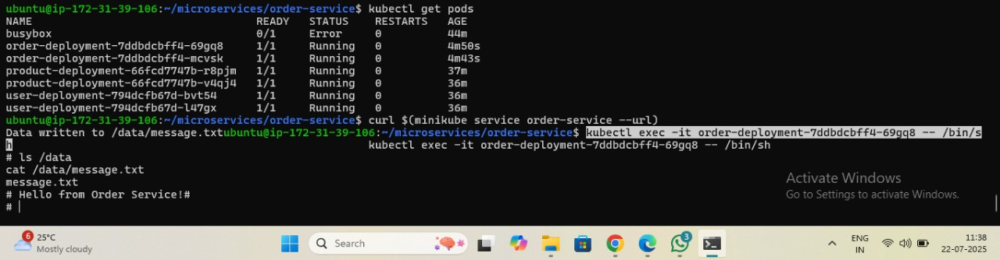 ubuntu@ip-172-31-39-106:~/microservices/order-service$ kubectl get pods
NAME READY STATUS RESTARTS AGE
busybox 0/1 Error 0 44m
order-deployment-7ddbdcbff4-69gq8 1/1 Running 0 4m50s
order-deployment-7ddbdcbff4-mcvsk 1/1 Running 0 4m43s
product-deployment-66fcd7747b-r8pjm 1/1 Running 0 37m
product-deployment-66fcd7747b-v4qj4 1/1 Running 0 36m
user-deployment-794dcfb67d-bvt54 1/1 Running 0 36m
user-deployment-794dcfb67d-l47gx 1/1 Running 0 36m
ubuntu@ip-172-31-39-106:~/microservices/order-service$ curl $(minikube service order-service --url)
Data written to /data/message.txtubuntu@ip-172-31-39-106:~/microservices/order-service$ kubectl exec -it order-deployment-7ddbdcbff4-69gq8 -- /bin/s
h kubectl exec -it order-deployment-7ddbdcbff4-69gq8 -- /bin/sh
# ls /data
cat /data/message.txt
message.txt
# Hello from Order Service!#
#
Activate Windows
Go to Settings to activate Windows.
6
25°C
Mostly cloudy
Search
3
ENG
IN
11:38
22-07-2025